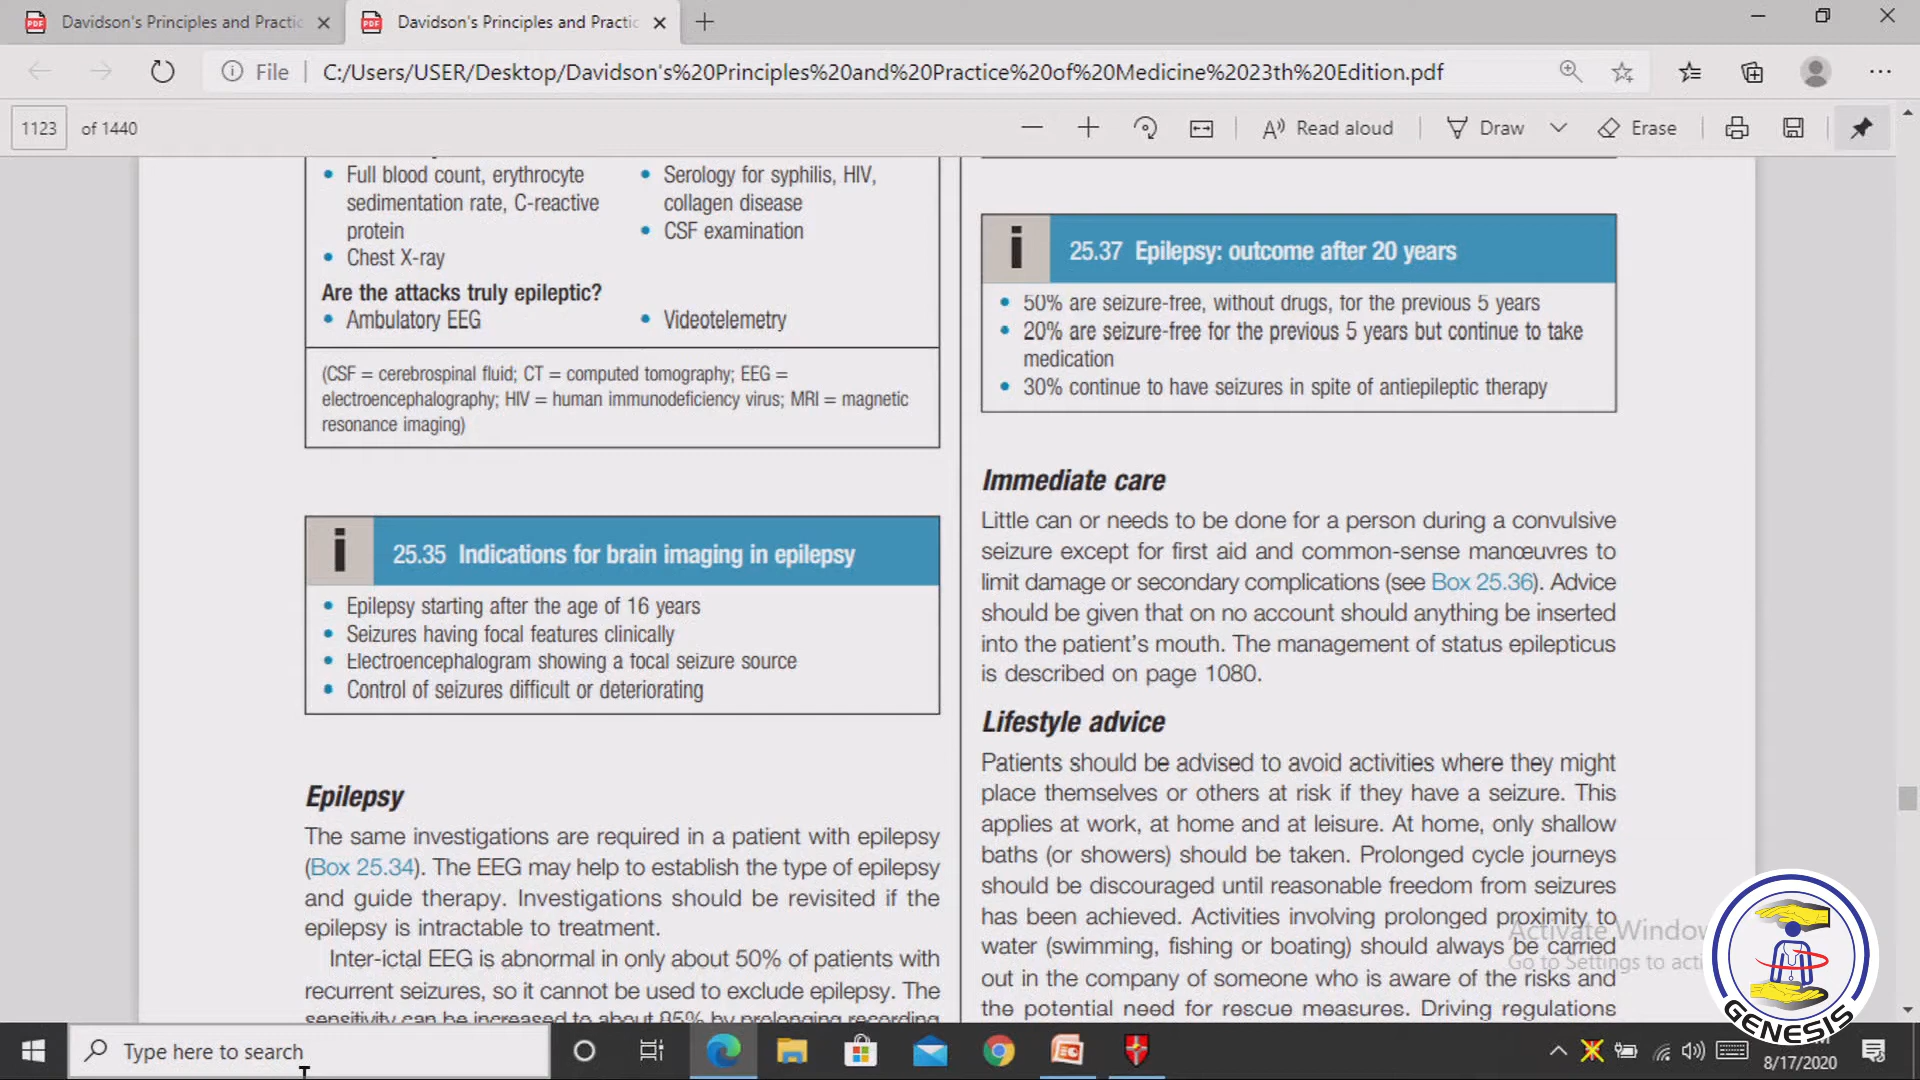 Davidson's Principles and Practic
Davidson's Principles and Practic
File
C:/Users/USER/Desktop/Davidson's%20Principles%20and%20Practice%20of%20Medicine%2023th%20Edition.pdf
1123 of 1440
Read aloud
Draw
Erase
• Full blood count, erythrocyte
sedimentation rate, C-reactive
protein
• Chest X-ray
• Serology for syphilis, HIV,
collagen disease
• CSF examination
Are the attacks truly epileptic?
• Ambulatory EEG
• Videotelemetry
(CSF = cerebrospinal fluid; CT = computed tomography; EEG =
electroencephalography; HIV = human immunodeficiency virus; MRI = magnetic
resonance imaging)
i 25.35 Indications for brain imaging in epilepsy
• Epilepsy starting after the age of 16 years
• Seizures having focal features clinically
• Electroencephalogram showing a focal seizure source
• Control of seizures difficult or deteriorating
Epilepsy
The same investigations are required in a patient with epilepsy
(Box 25.34). The EEG may help to establish the type of epilepsy
and guide therapy. Investigations should be revisited if the
epilepsy is intractable to treatment.
Inter-ictal EEG is abnormal in only about 50% of patients with
recurrent seizures, so it cannot be used to exclude epilepsy. The
sensitivity can be increased to about 85% by prolonging recording
i 25.37 Epilepsy: outcome after 20 years
• 50% are seizure-free, without drugs, for the previous 5 years
• 20% are seizure-free for the previous 5 years but continue to take
medication
• 30% continue to have seizures in spite of antiepileptic therapy
Immediate care
Little can or needs to be done for a person during a convulsive
seizure except for first aid and common-sense manœuvres to
limit damage or secondary complications (see Box 25.36). Advice
should be given that on no account should anything be inserted
into the patient's mouth. The management of status epilepticus
is described on page 1080.
Lifestyle advice
Patients should be advised to avoid activities where they might
place themselves or others at risk if they have a seizure. This
applies at work, at home and at leisure. At home, only shallow
baths (or showers) should be taken. Prolonged cycle journeys
should be discouraged until reasonable freedom from seizures
has been achieved. Activities involving prolonged proximity to
water (swimming, fishing or boating) should always be carried
out in the company of someone who is aware of the risks and
the potential need for rescue measures. Driving regulations
Activate Window
Go to Settings to acti
GENESIS
Type here to search
8/17/2020